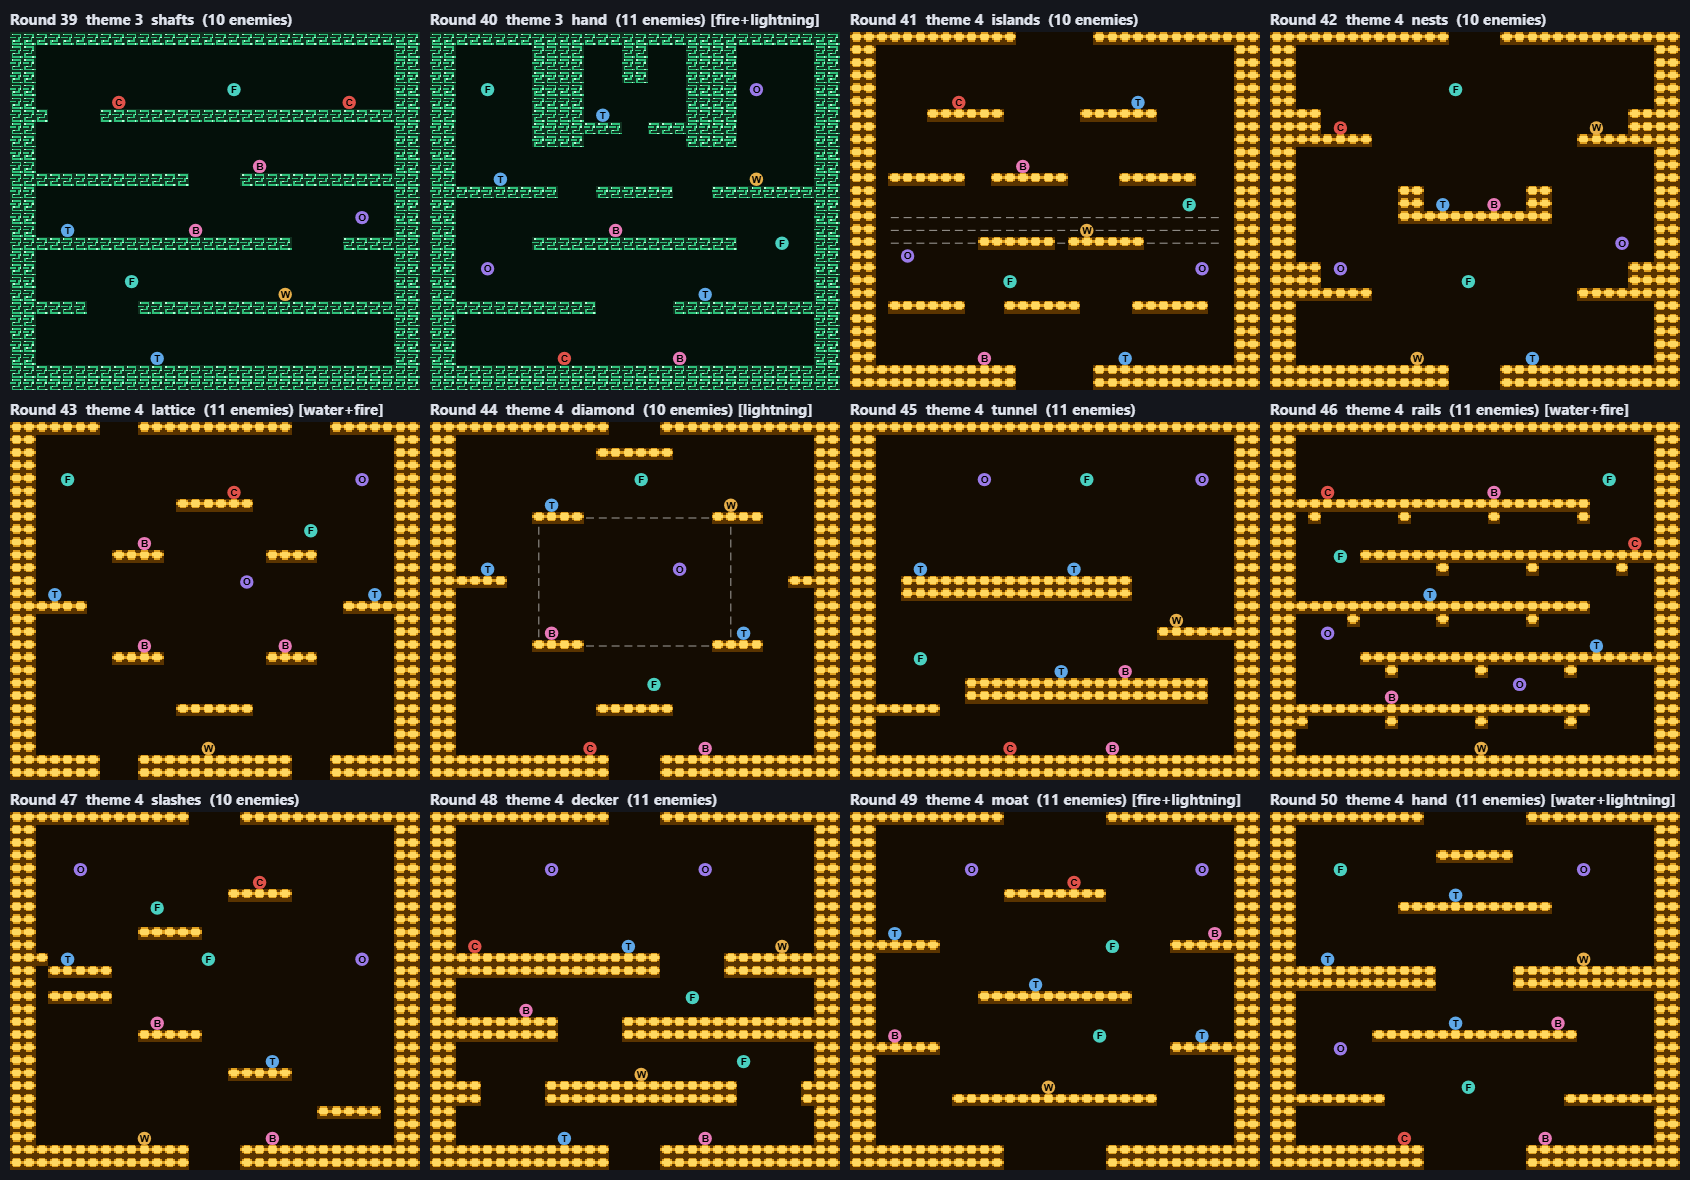 Round 39 theme 3 shafts (10 enemies)
Round 40 theme 3 hand (11 enemies) [fire+lightning]
Round 41 theme 4 islands (10 enemies)
Round 42 theme 4 nests (10 enemies)
F
C
C
B
O
T
B
F
W
T
F
O
T
T
W
B
F
O
T
C
B
C
T
B
F
W
O
O
F
B
T
F
C
W
T
B
O
O
F
W
T
Round 43 theme 4 lattice (11 enemies) [water+fire]
Round 44 theme 4 diamond (10 enemies) [lightning]
Round 45 theme 4 tunnel (11 enemies)
Round 46 theme 4 rails (11 enemies) [water+fire]
F
O
C
F
B
O
T
T
B
B
W
F
T
W
T
O
B
T
F
C
B
O
F
O
T
T
W
F
T
B
C
B
F
C
B
C
F
T
O
T
O
B
W
Round 47 theme 4 slashes (10 enemies)
Round 48 theme 4 decker (11 enemies)
Round 49 theme 4 moat (11 enemies) [fire+lightning]
Round 50 theme 4 hand (11 enemies) [water+lightning]
O
C
F
T
F
O
B
T
W
B
O
O
C
T
W
F
B
F
W
T
B
O
O
C
T
B
F
T
B
F
T
W
F
O
T
T
W
T
B
O
F
C
B